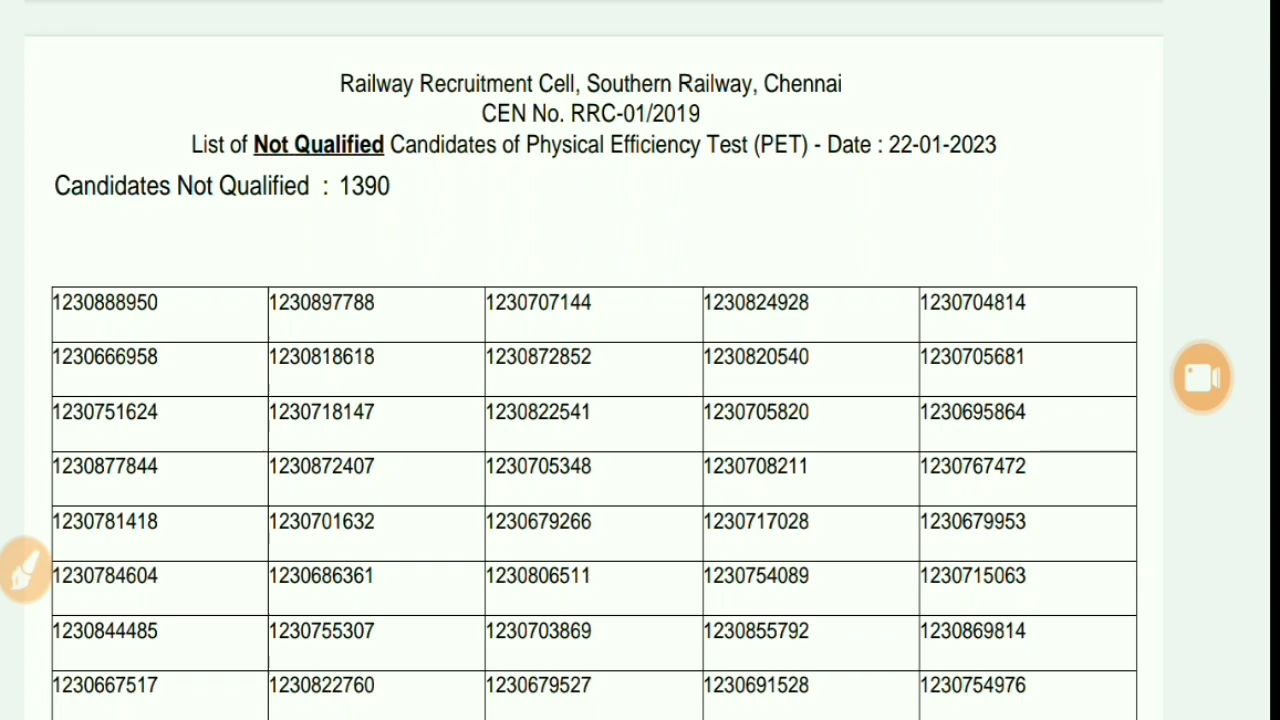 Railway Recruitment Cell, Southern Railway, Chennai
CEN No. RRC-01/2019
List of Not Qualified Candidates of Physical Efficiency Test (PET) - Date : 22-01-2023
Candidates Not Qualified : 1390
1230888950 1230897788 1230707144 1230824928 1230704814
1230666958 1230818618 1230872852 1230820540 1230705681
1230751624 1230718147 1230822541 1230705820 1230695864
1230877844 1230872407 1230705348 1230708211 1230767472
1230781418 1230701632 1230679266 1230717028 1230679953
1230784604 1230686361 1230806511 1230754089 1230715063
1230844485 1230755307 1230703869 1230855792 1230869814
1230667517 1230822760 1230679527 1230691528 1230754976